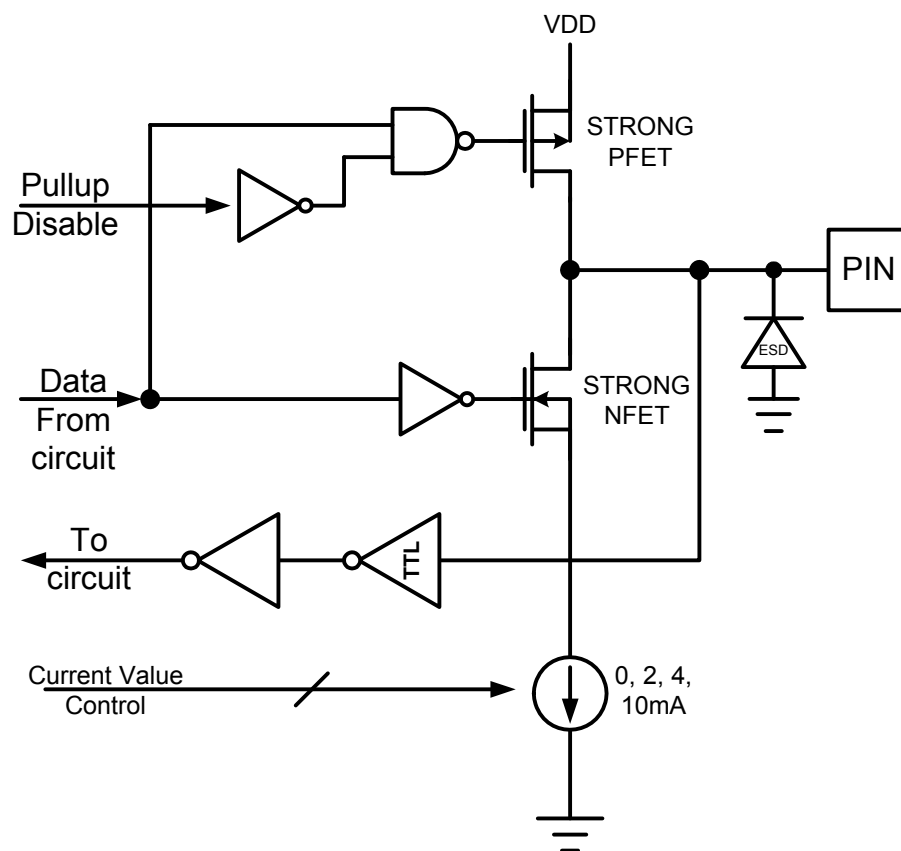 VDD
STRONG
PFET
Pullup
Disable
PIN
ESD
Data
From
circuit
STRONG
NFET
To
circuit
TTL
Current Value
Control
0, 2, 4,
10mA